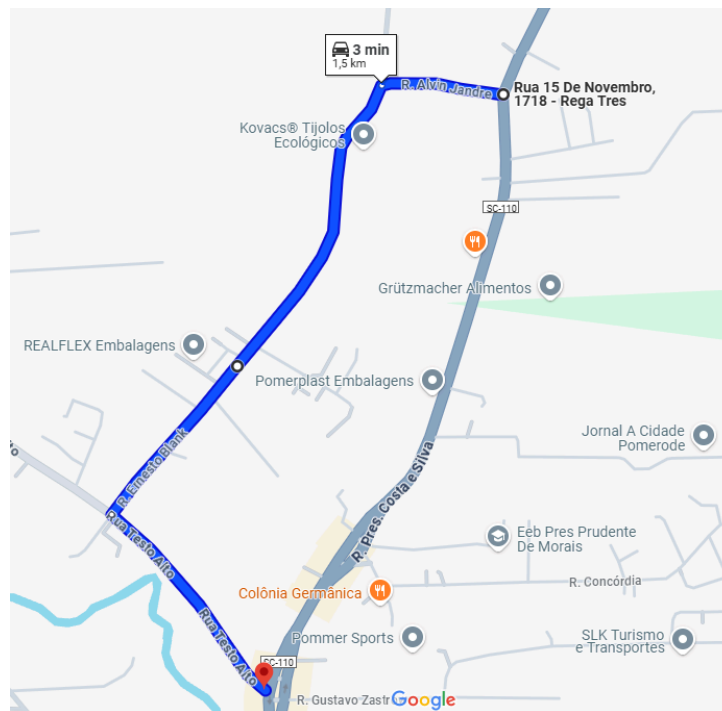 3 min
1,5 km
R. Alvin Jandre
Rua 15 De Novembro,
1718 - Rega Tres
Kovacs® Tijolos
Ecológicos
SC-110
Grützmacher Alimentos
REALFLEX Embalagens
Pomerplast Embalagens
Jornal A Cidade
Pomerode
R. Ernesto Blank
R. Pres. Costa e Silva
Rua Testo Alto
Eeb Pres Prudente
De Morais
R. Concórdia
Colônia Germânica
Rua Testo Alto
Pommer Sports
SLK Turismo
e Transportes
SC-110
R. Gustavo Zastr
Google